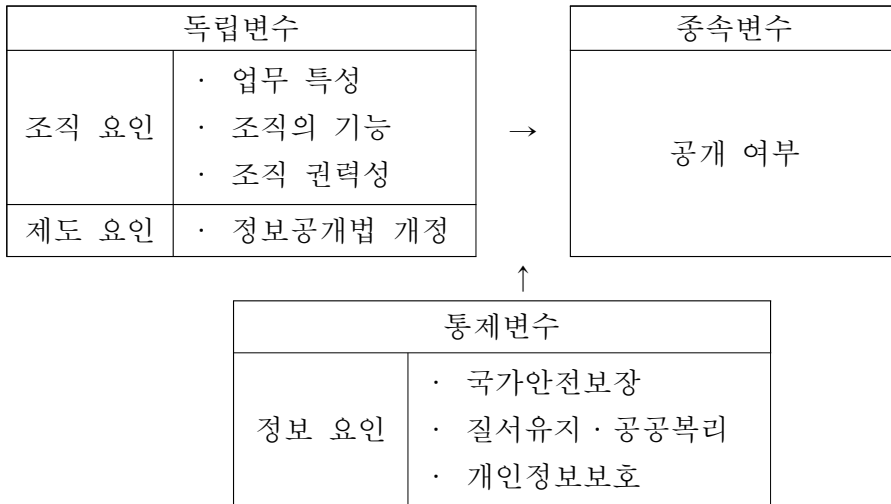 독립변수
조직 요인
· 업무 특성
· 조직의 기능
· 조직 권력성
제도 요인
· 정보공개법 개정
→
종속변수
공개 여부
↑
통제변수
정보 요인
· 국가안전보장
· 질서유지 · 공공복리
· 개인정보보호